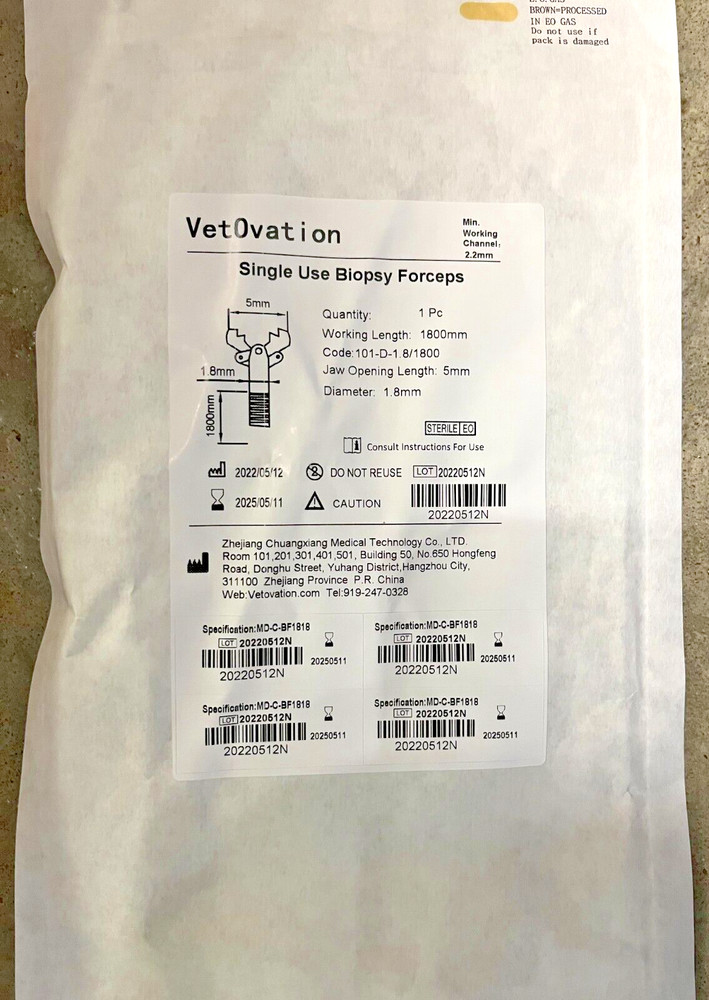 BROWN=PROCESSED
IN EO GAS
Do not use if
pack is damaged
VetOvation
Min.
Working
Channel:
2.2mm
Single Use Biopsy Forceps
5mm
1.8mm
1800mm
Quantity: 1 Pc
Working Length: 1800mm
Code:101-D-1.8/1800
Jaw Opening Length: 5mm
Diameter: 1.8mm
STERILE EO
Consult Instructions For Use
2022/05/12 DO NOT REUSE LOT 20220512N
2025/05/11 CAUTION
20220512N
Zhejiang Chuangxiang Medical Technology Co., LTD.
Room 101,201,301,401,501, Building 50, No.650 Hongfeng
Road, Donghu Street, Yuhang District,Hangzhou City,
311100 Zhejiang Province P.R. China
Web:Vetovation.com Tel:919-247-0328
Specification:MD-C-BF1818
LOT 20220512N
20250511
20220512N
Specification:MD-C-BF1818
LOT 20220512N
20250511
20220512N
Specification:MD-C-BF1818
LOT 20220512N
20250511
20220512N
Specification:MD-C-BF1818
LOT 20220512N
20250511
20220512N